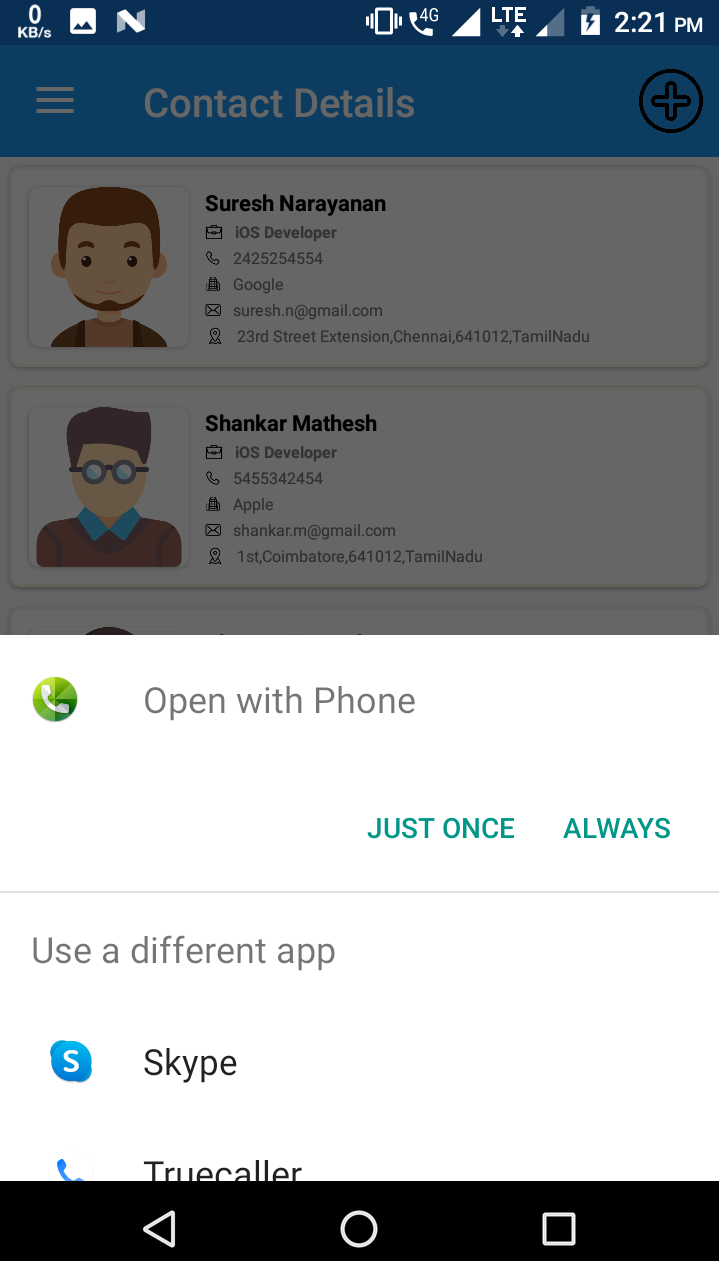 0
KB/s
4G
LTE
2:21 PM
Contact Details
Suresh Narayanan
iOS Developer
2425254554
Google
suresh.n@gmail.com
23rd Street Extension,Chennai,641012,TamilNadu
Shankar Mathesh
iOS Developer
5455342454
Apple
shankar.m@gmail.com
1st,Coimbatore,641012,TamilNadu
Open with Phone
JUST ONCE
ALWAYS
Use a different app
S
Skype
Truecaller